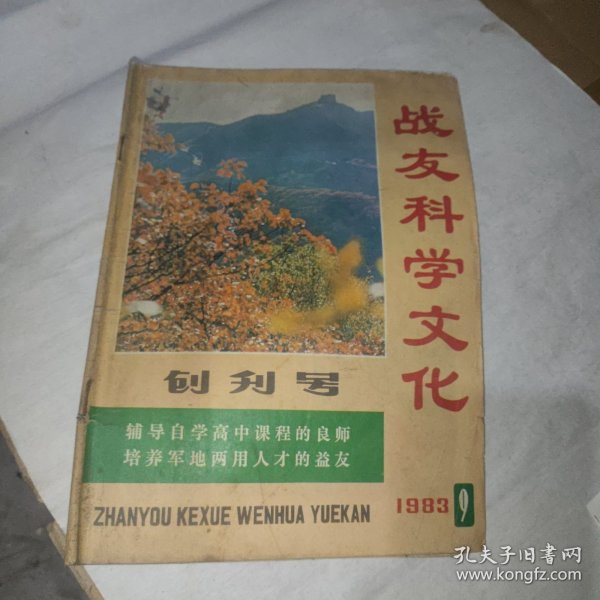 战友科学文化
创刊号
辅导自学高中课程的良师
培养军地两用人才的益友
ZHANYOU KEXUE WENHUA YUEKAN
1983 9
孔夫子旧书网
www.kongfz.com